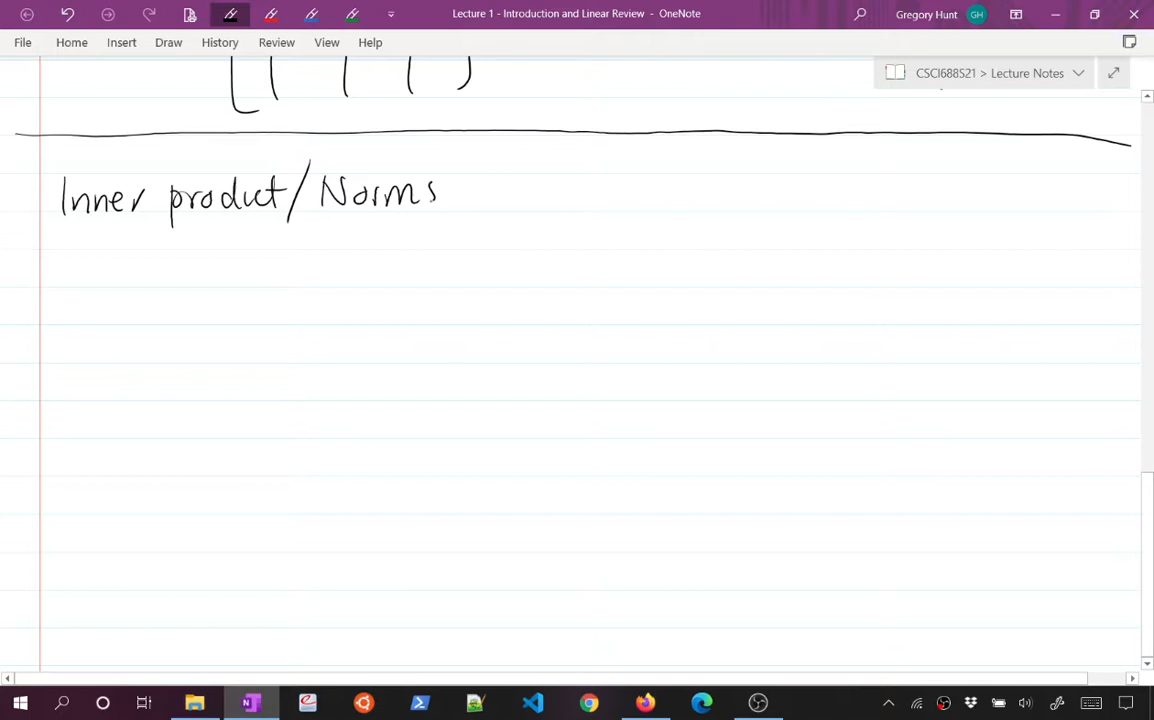 Lecture 1 - Introduction and Linear Review - OneNote
Gregory Hunt
GH
File Home Insert Draw History Review View Help
CSCI688S21 > Lecture Notes
Inner product/Norms